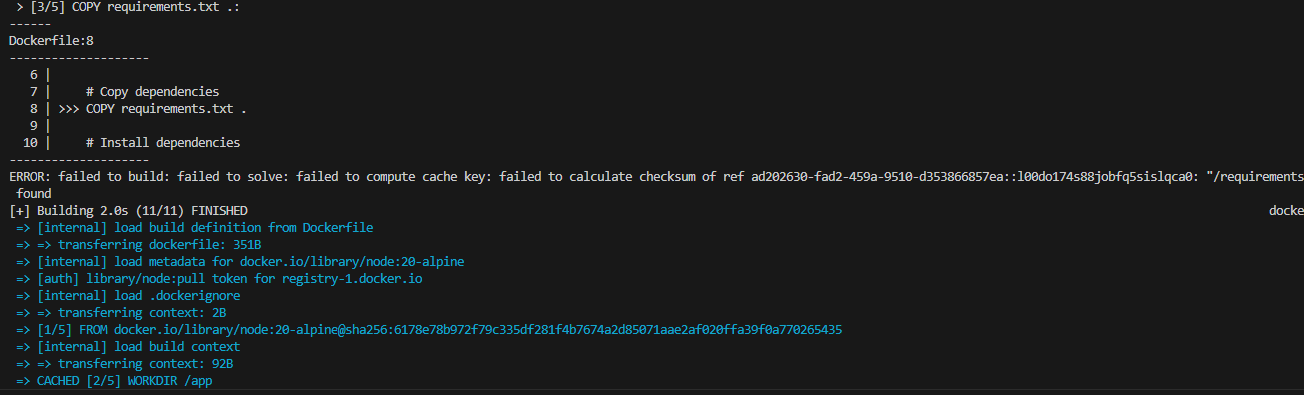 > [3/5] COPY requirements.txt .:
------
Dockerfile:8
--------------------
6 |
7 |     # Copy dependencies
8 | >>> COPY requirements.txt .
9 |
10 |     # Install dependencies
--------------------
ERROR: failed to build: failed to solve: failed to compute cache key: failed to calculate checksum of ref ad202630-fad2-459a-9510-d353866857ea::l00do174s88jobfq5sislqca0: "/requirements
found
[+] Building 2.0s (11/11) FINISHED docke
=> [internal] load build definition from Dockerfile
=> => transferring dockerfile: 351B
=> [internal] load metadata for docker.io/library/node:20-alpine
=> [auth] library/node:pull token for registry-1.docker.io
=> [internal] load .dockerignore
=> => transferring context: 2B
=> [1/5] FROM docker.io/library/node:20-alpine@sha256:6178e78b972f79c335df281f4b7674a2d85071aae2af020ffa39f0a770265435
=> [internal] load build context
=> => transferring context: 92B
=> CACHED [2/5] WORKDIR /app